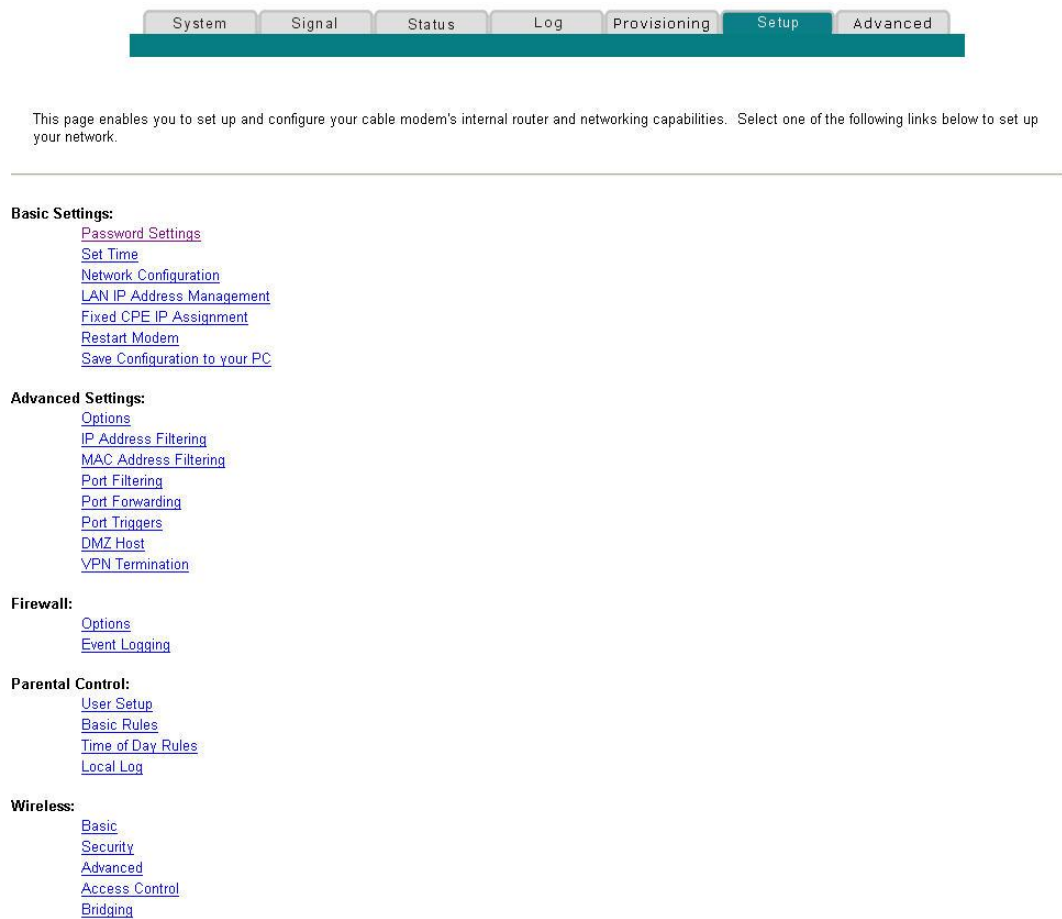 System Signal Status Log Provisioning Setup Advanced
This page enables you to set up and configure your cable modem's internal router and networking capabilities. Select one of the following links below to set up
your network.
Basic Settings:
Password Settings
Set Time
Network Configuration
LAN IP Address Management
Fixed CPE IP Assignment
Restart Modem
Save Configuration to your PC
Advanced Settings:
Options
IP Address Filtering
MAC Address Filtering
Port Filtering
Port Forwarding
Port Triggers
DMZ Host
VPN Termination
Firewall:
Options
Event Logging
Parental Control:
User Setup
Basic Rules
Time of Day Rules
Local Log
Wireless:
Basic
Security
Advanced
Access Control
Bridging